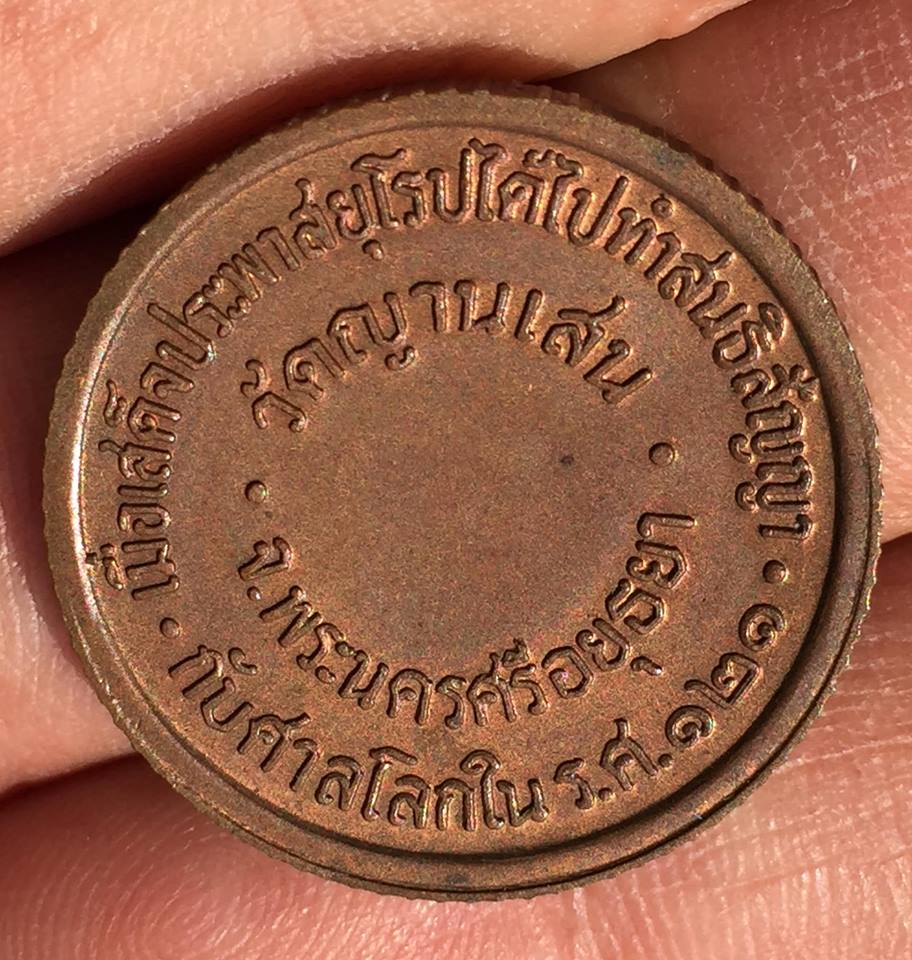 เมื่อเสด็จประพาสยุโรปได้ไปทำสนธิสัญญา
กับศาลโลกใน ร.ศ.๑๒๑
วัดญานเสน
จ.พระนครศรีอยุธยา